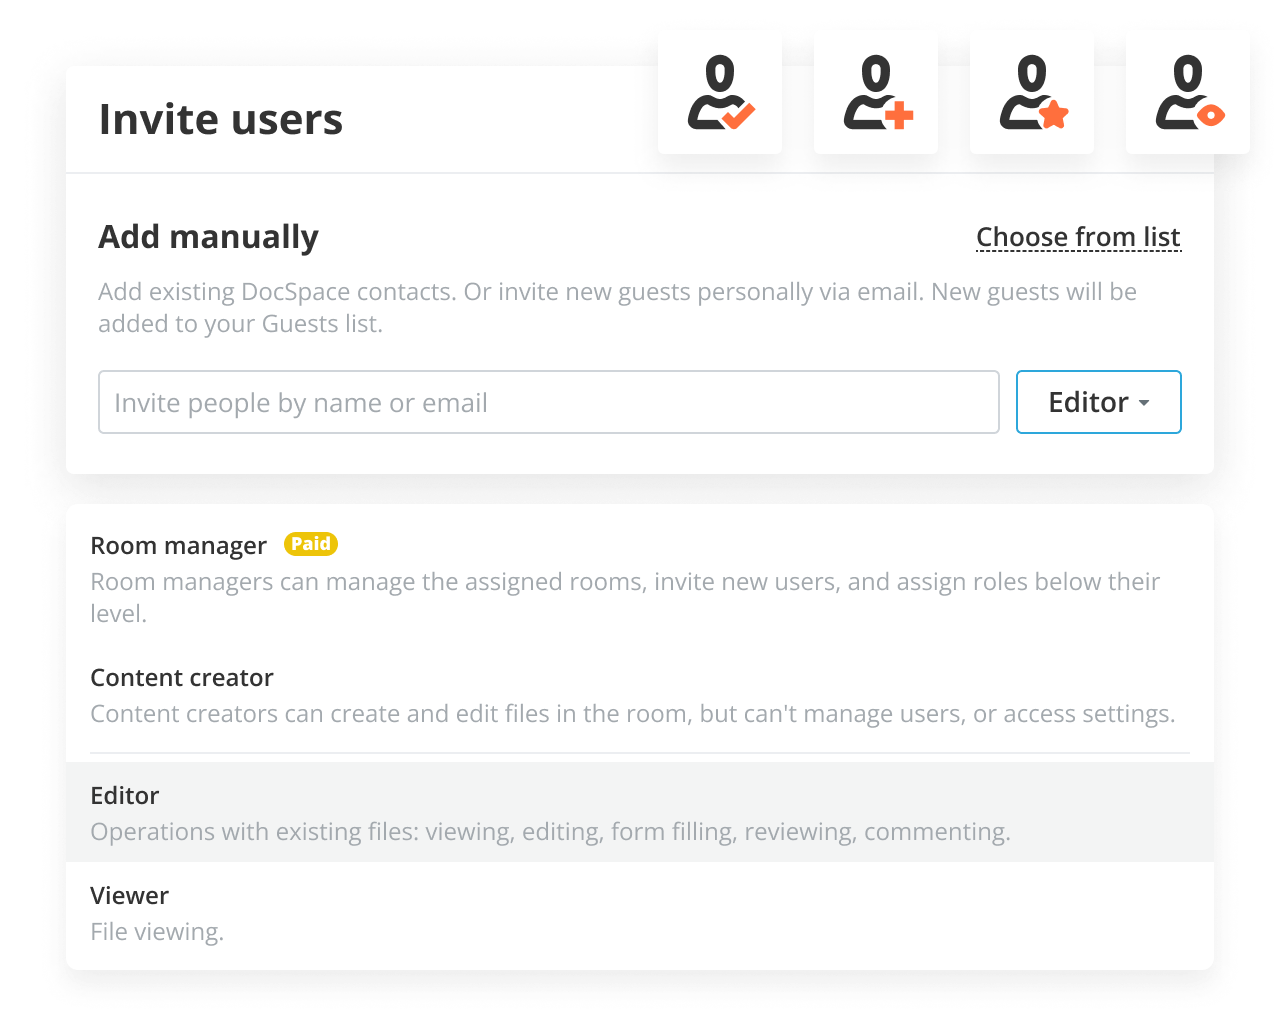 Invite users
Add manually
Choose from list
Add existing DocSpace contacts. Or invite new guests personally via email. New guests will be
added to your Guests list.
Invite people by name or email
Editor
Room manager Paid
Room managers can manage the assigned rooms, invite new users, and assign roles below their
level.
Content creator
Content creators can create and edit files in the room, but can't manage users, or access settings.
Editor
Operations with existing files: viewing, editing, form filling, reviewing, commenting.
Viewer
File viewing.